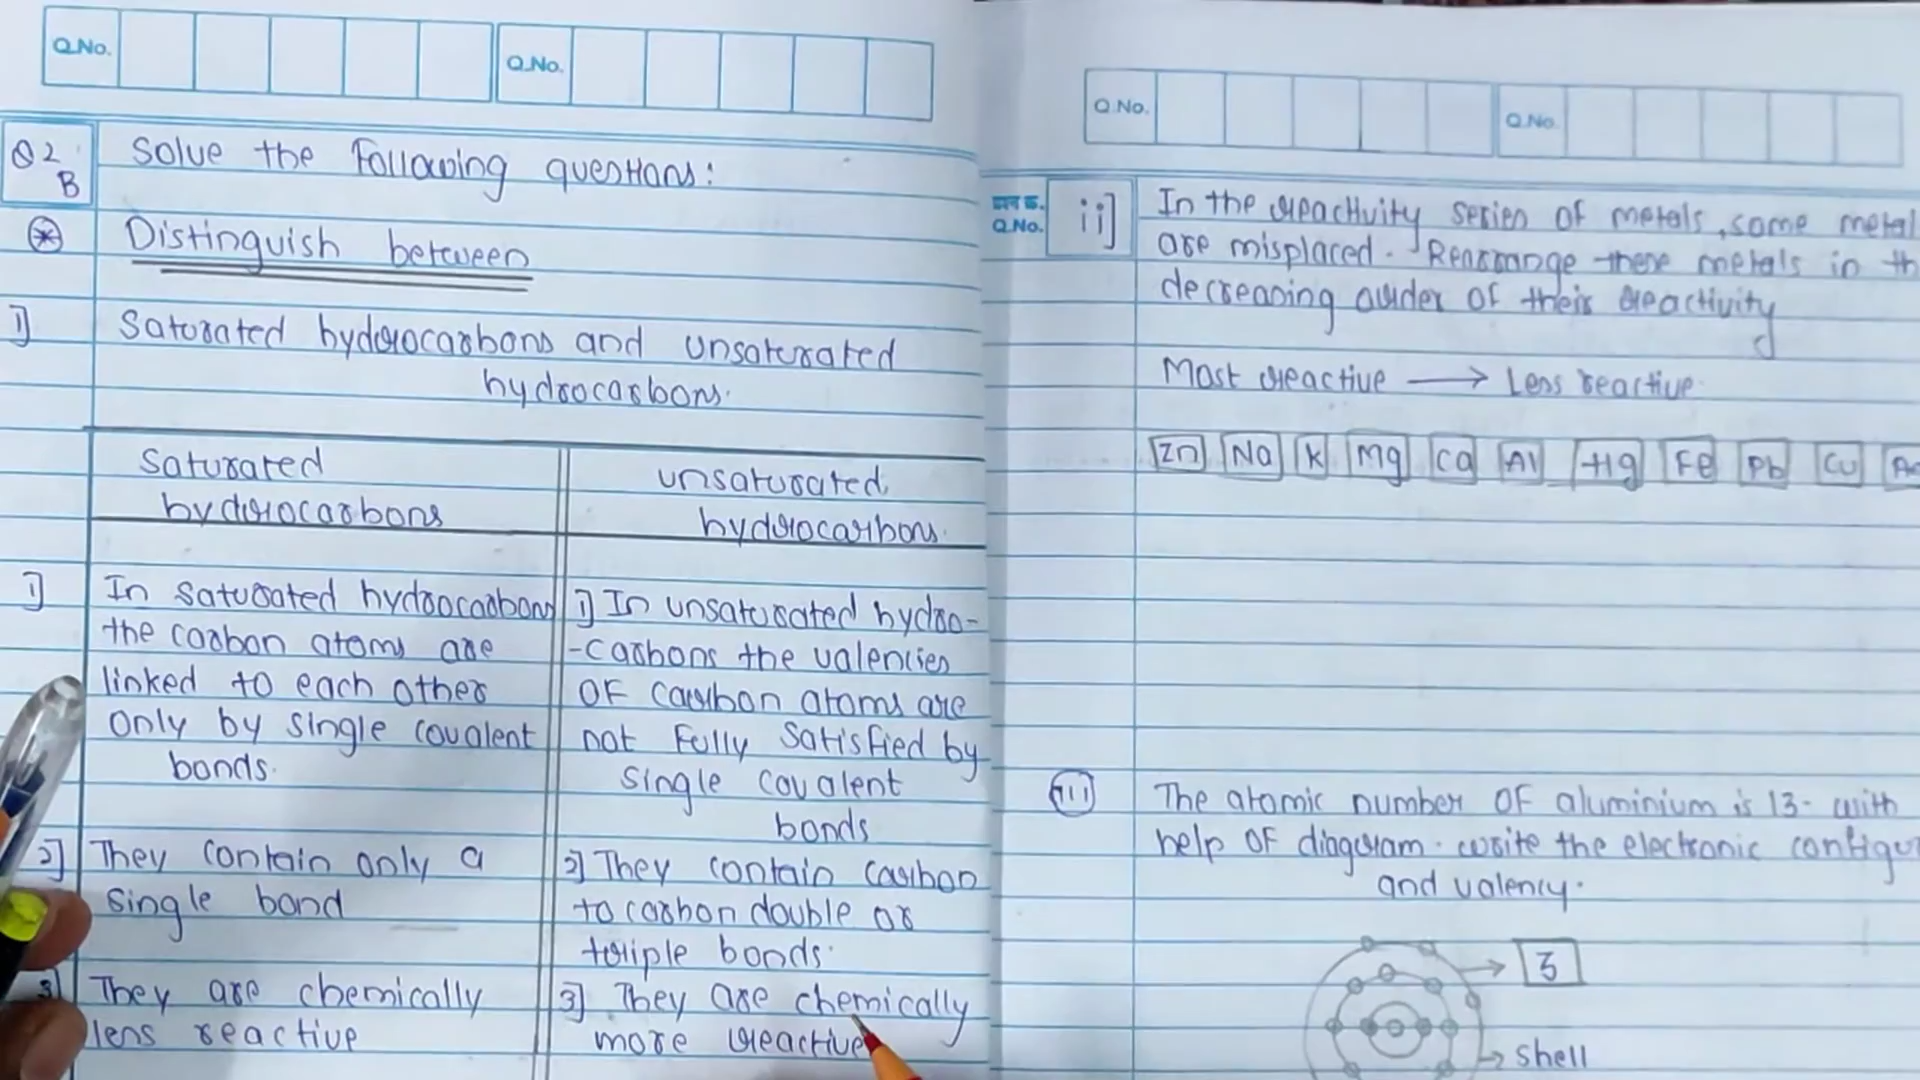 Q.No.
Q.No.
Q2
B
Solve the Following questions:
Distinguish between
1]
Saturated hydrocarbons and unsaturated
hydrocarbons.
Saturated
hydrocarbons
unsaturated
hydrocarbons.
1]
In saturated hydrocarbons
the carbon atoms are
linked to each other
only by single covalent
bonds.
1] In unsaturated hydro-
-carbons the valencies
OF carbon atoms are
not Fully Satisfied by
single covalent
bonds
2]
They contain only a
single bond
2] They contain carbon
to carbon double or
triple bonds.
3]
They are chemically
less reactive
3] They are chemically
more reactive
Q.No.
Q.No.
प्रश्न क्र.
Q.No.
ii]
In the reactivity series of metals, some metal
are misplaced. Rearrange these metals in th
decreasing order of their reactivity
Most reactive → Less reactive.
Zn Na K Mg Ca Al Hg Fe Pb Cu
iii
The atomic number OF aluminium is 13. with
help OF diagram. write the electronic configu
and valency.
3
shell